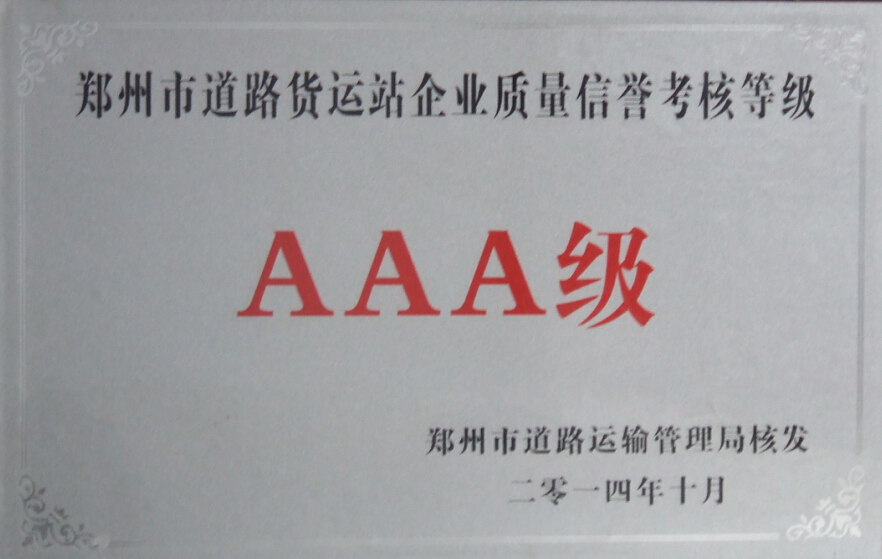 郑州市道路货运站企业质量信誉考核等级
AAA级
郑州市道路运输管理局核发
二零一四年十月